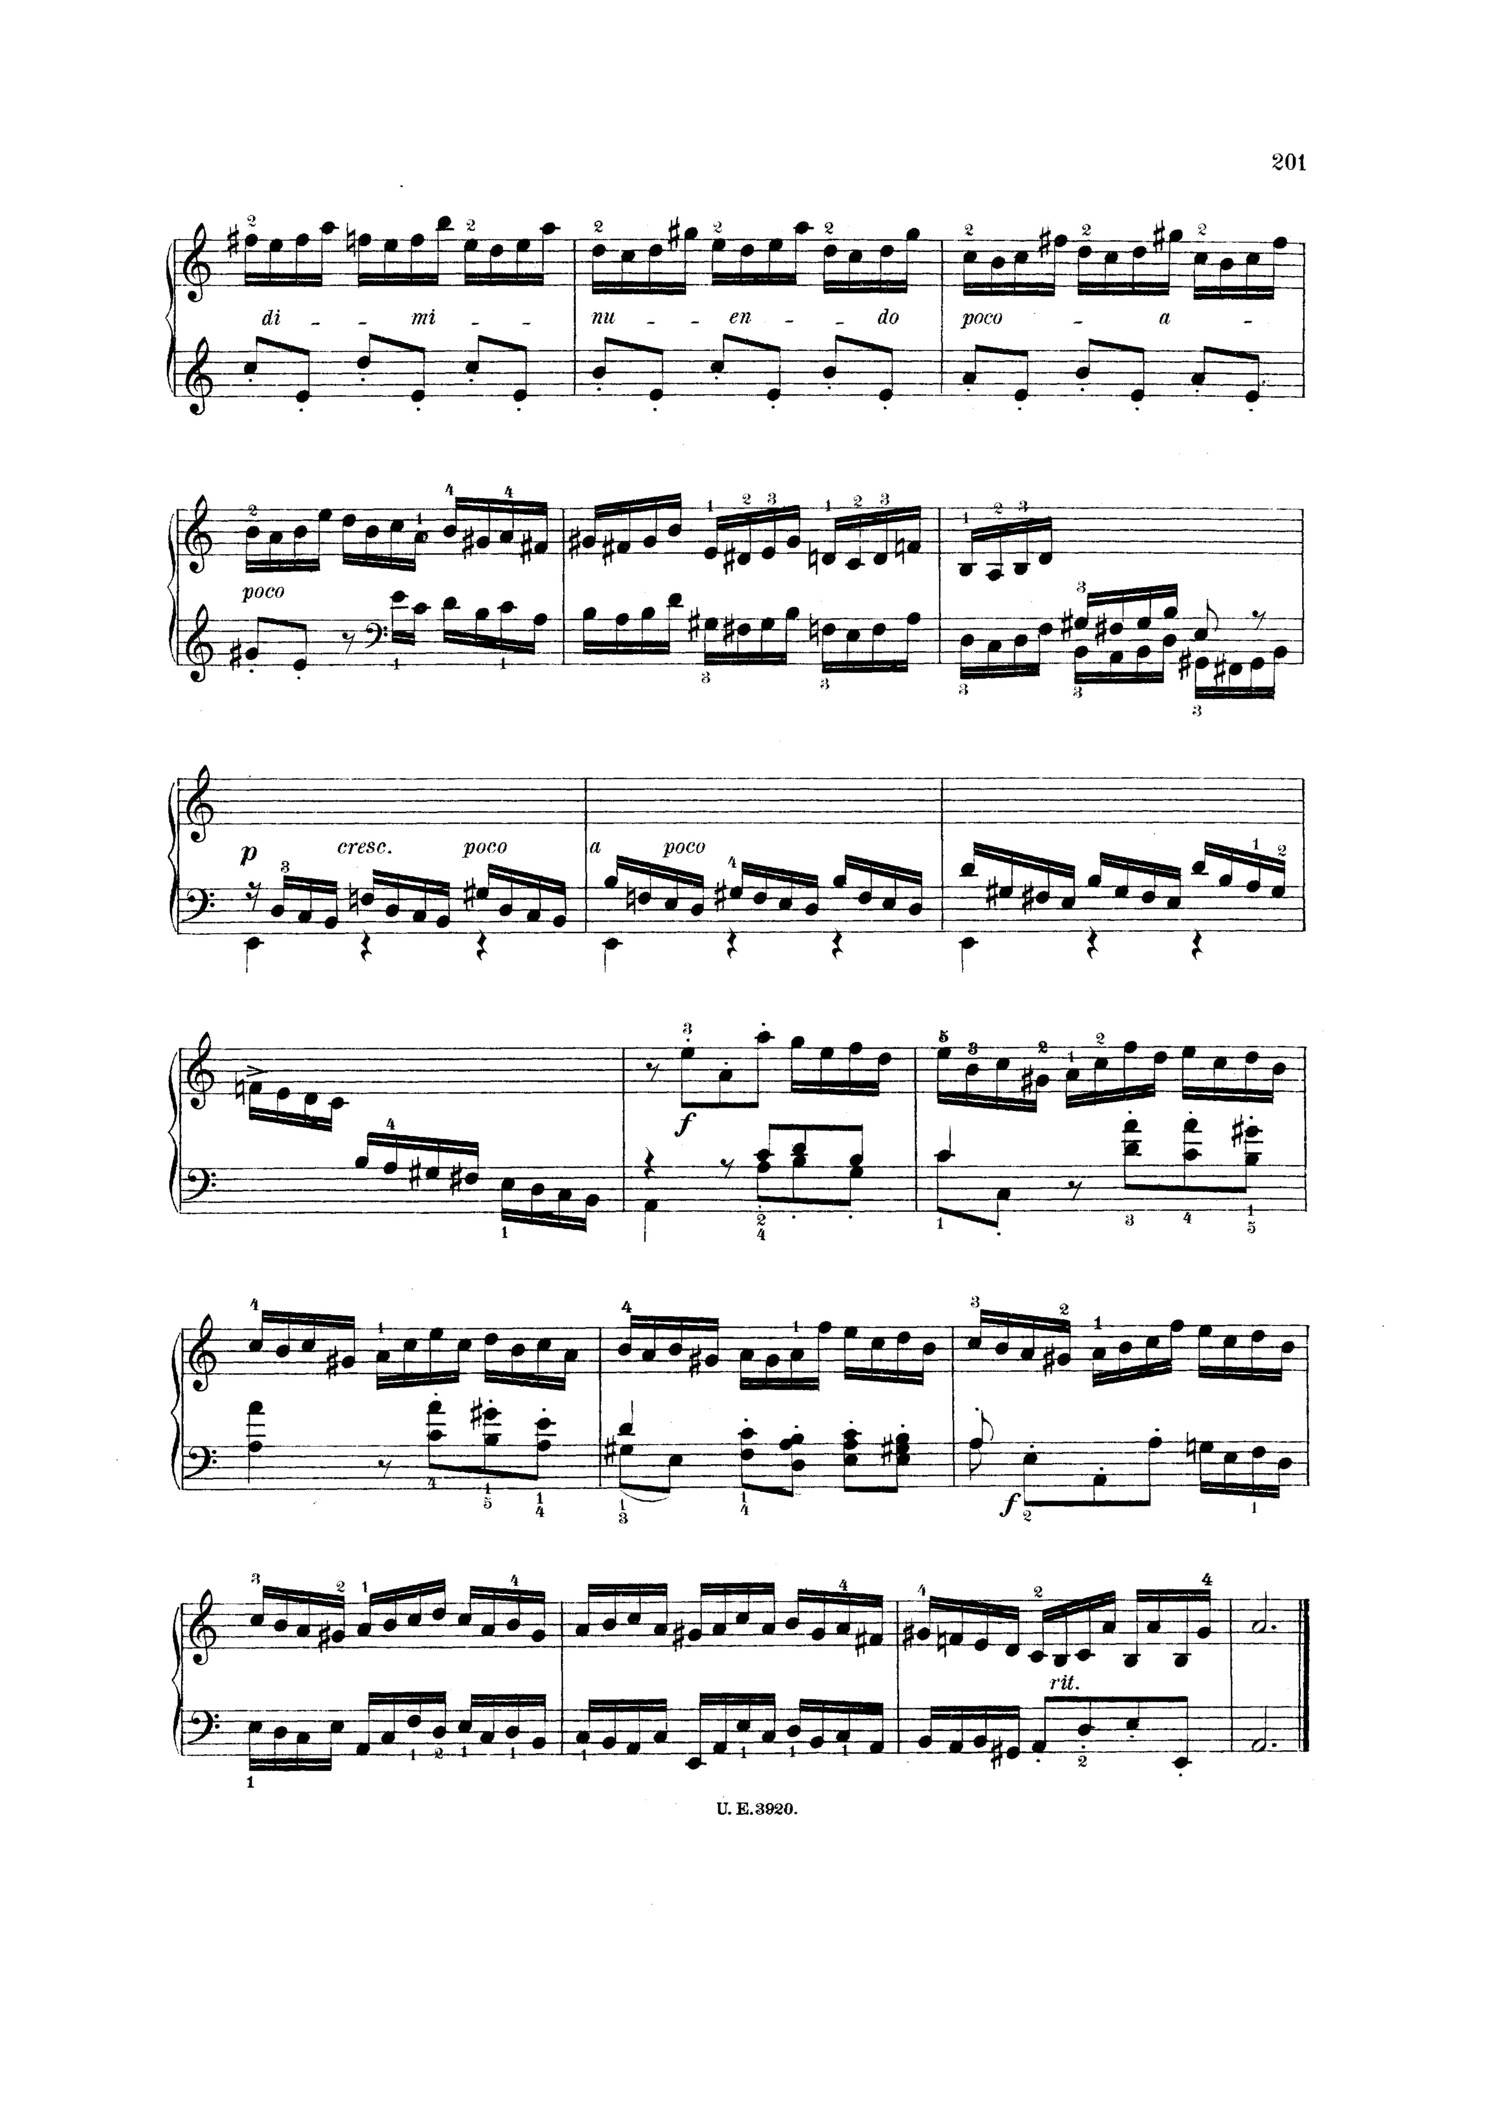 201
di - - mi - - nu - - en - - do poco - a -
poco
p cresc. poco a poco
f
f
rit.
U. E. 3920.